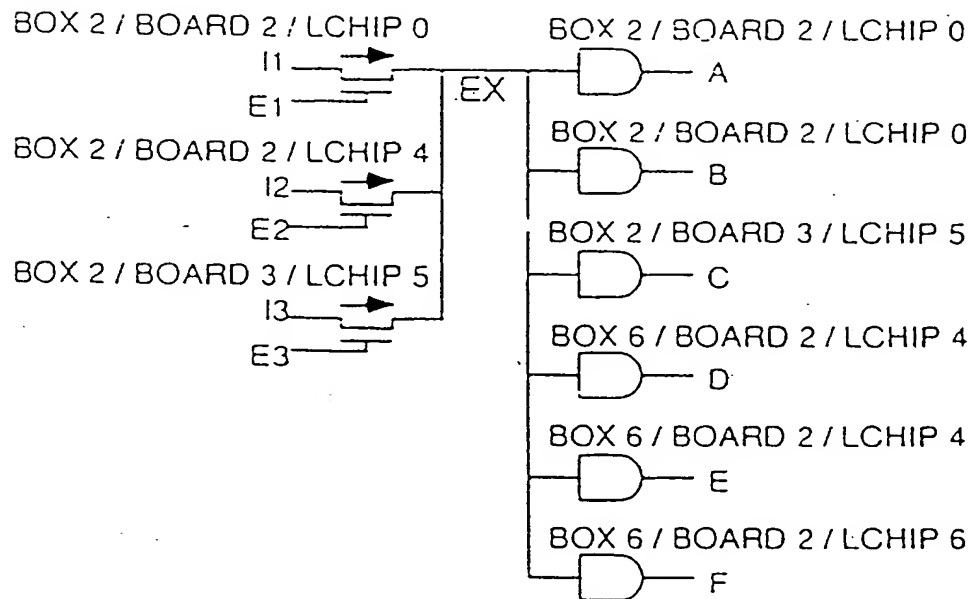 BOX 2 / BOARD 2 / LCHIP 0
I1
E1
BOX 2 / BOARD 2 / LCHIP 4
I2
E2
BOX 2 / BOARD 3 / LCHIP 5
I3
E3
EX
BOX 2 / BOARD 2 / LCHIP 0
A
BOX 2 / BOARD 2 / LCHIP 0
B
BOX 2 / BOARD 3 / LCHIP 5
C
BOX 6 / BOARD 2 / LCHIP 4
D
BOX 6 / BOARD 2 / LCHIP 4
E
BOX 6 / BOARD 2 / LCHIP 6
F